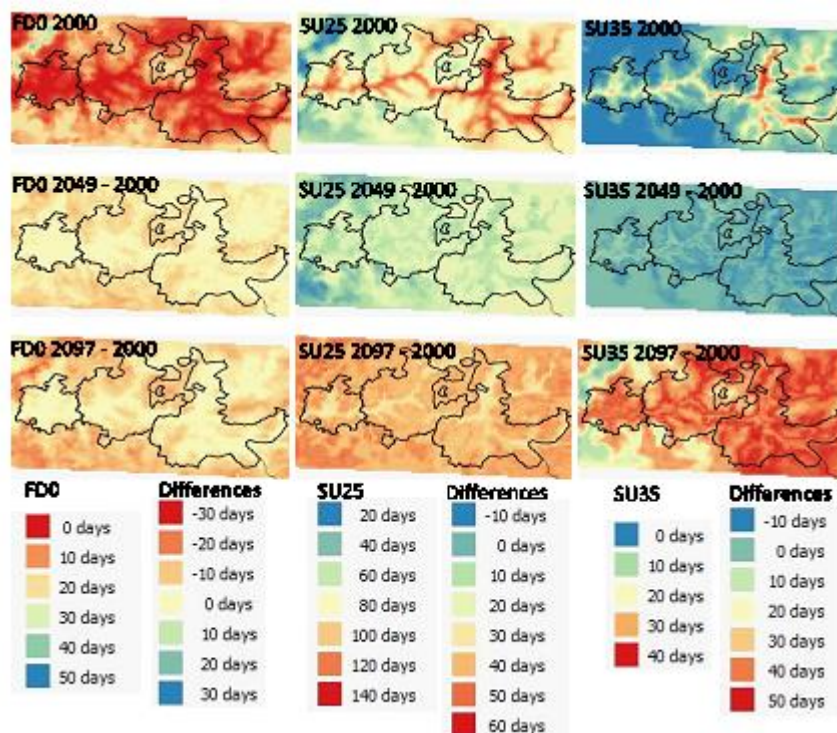 FD0 2000
SU25 2000
SU35 2000
FD0 2049 - 2000
SU25 2049 - 2000
SU35 2049 - 2000
FD0 2097 - 2000
SU25 2097 - 2000
SU35 2097 - 2000
FD0
0 days
10 days
20 days
30 days
40 days
50 days
Differences
-30 days
-20 days
-10 days
0 days
10 days
20 days
30 days
SU25
20 days
40 days
60 days
80 days
100 days
120 days
140 days
Differences
-10 days
0 days
10 days
20 days
30 days
40 days
50 days
60 days
SU35
0 days
10 days
20 days
30 days
40 days
Differences
-10 days
0 days
10 days
20 days
30 days
40 days
50 days